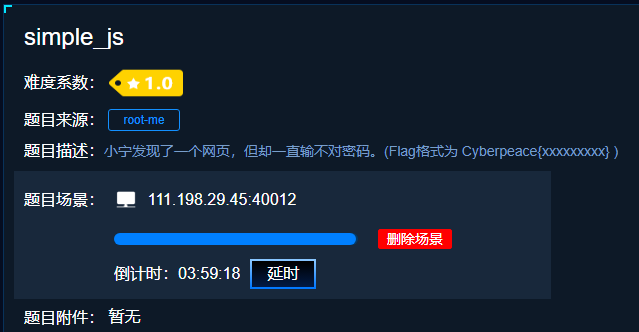 simple_js
难度系数： 1.0
题目来源： root-me
题目描述：小宁发现了一个网页，但却一直输不对密码。(Flag格式为 Cyberpeace{xxxxxxxxx} )
题目场景： 111.198.29.45:40012
删除场景
倒计时：03:59:18 延时
题目附件： 暂无